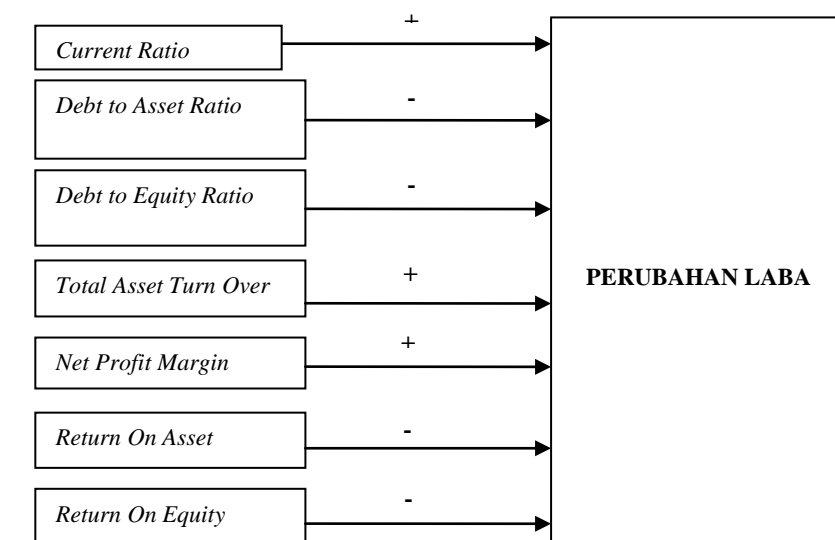 +
Current Ratio
Debt to Asset Ratio
-
Debt to Equity Ratio
-
Total Asset Turn Over
+
PERUBAHAN LABA
Net Profit Margin
+
Return On Asset
-
Return On Equity
-